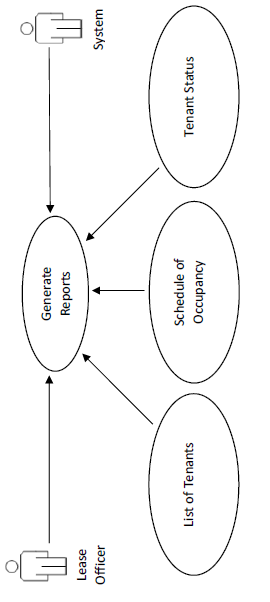 Lease
Officer
Generate
Reports
System
List of Tenants
Schedule of
Occupancy
Tenant Status